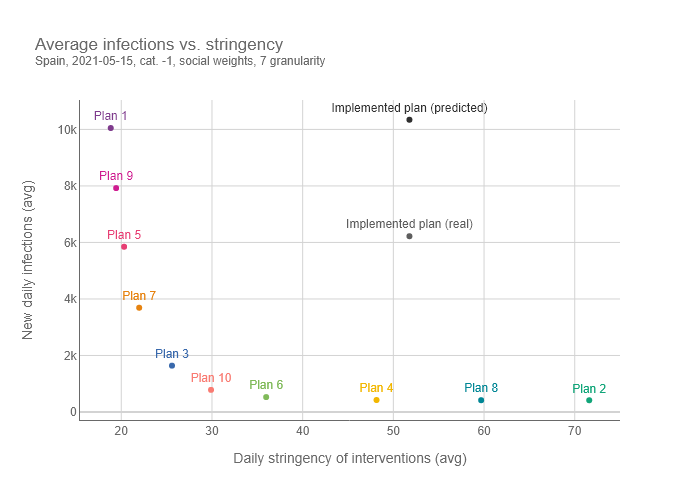 Average infections vs. stringency
Spain, 2021-05-15, cat. -1, social weights, 7 granularity
Plan 1
Implemented plan (predicted)
10k
Plan 9
8k
Plan 5
Implemented plan (real)
6k
Plan 7
4k
Plan 3
2k
Plan 10
Plan 6
Plan 4
Plan 8
Plan 2
0
20
30
40
50
60
70
New daily infections (avg)
Daily stringency of interventions (avg)